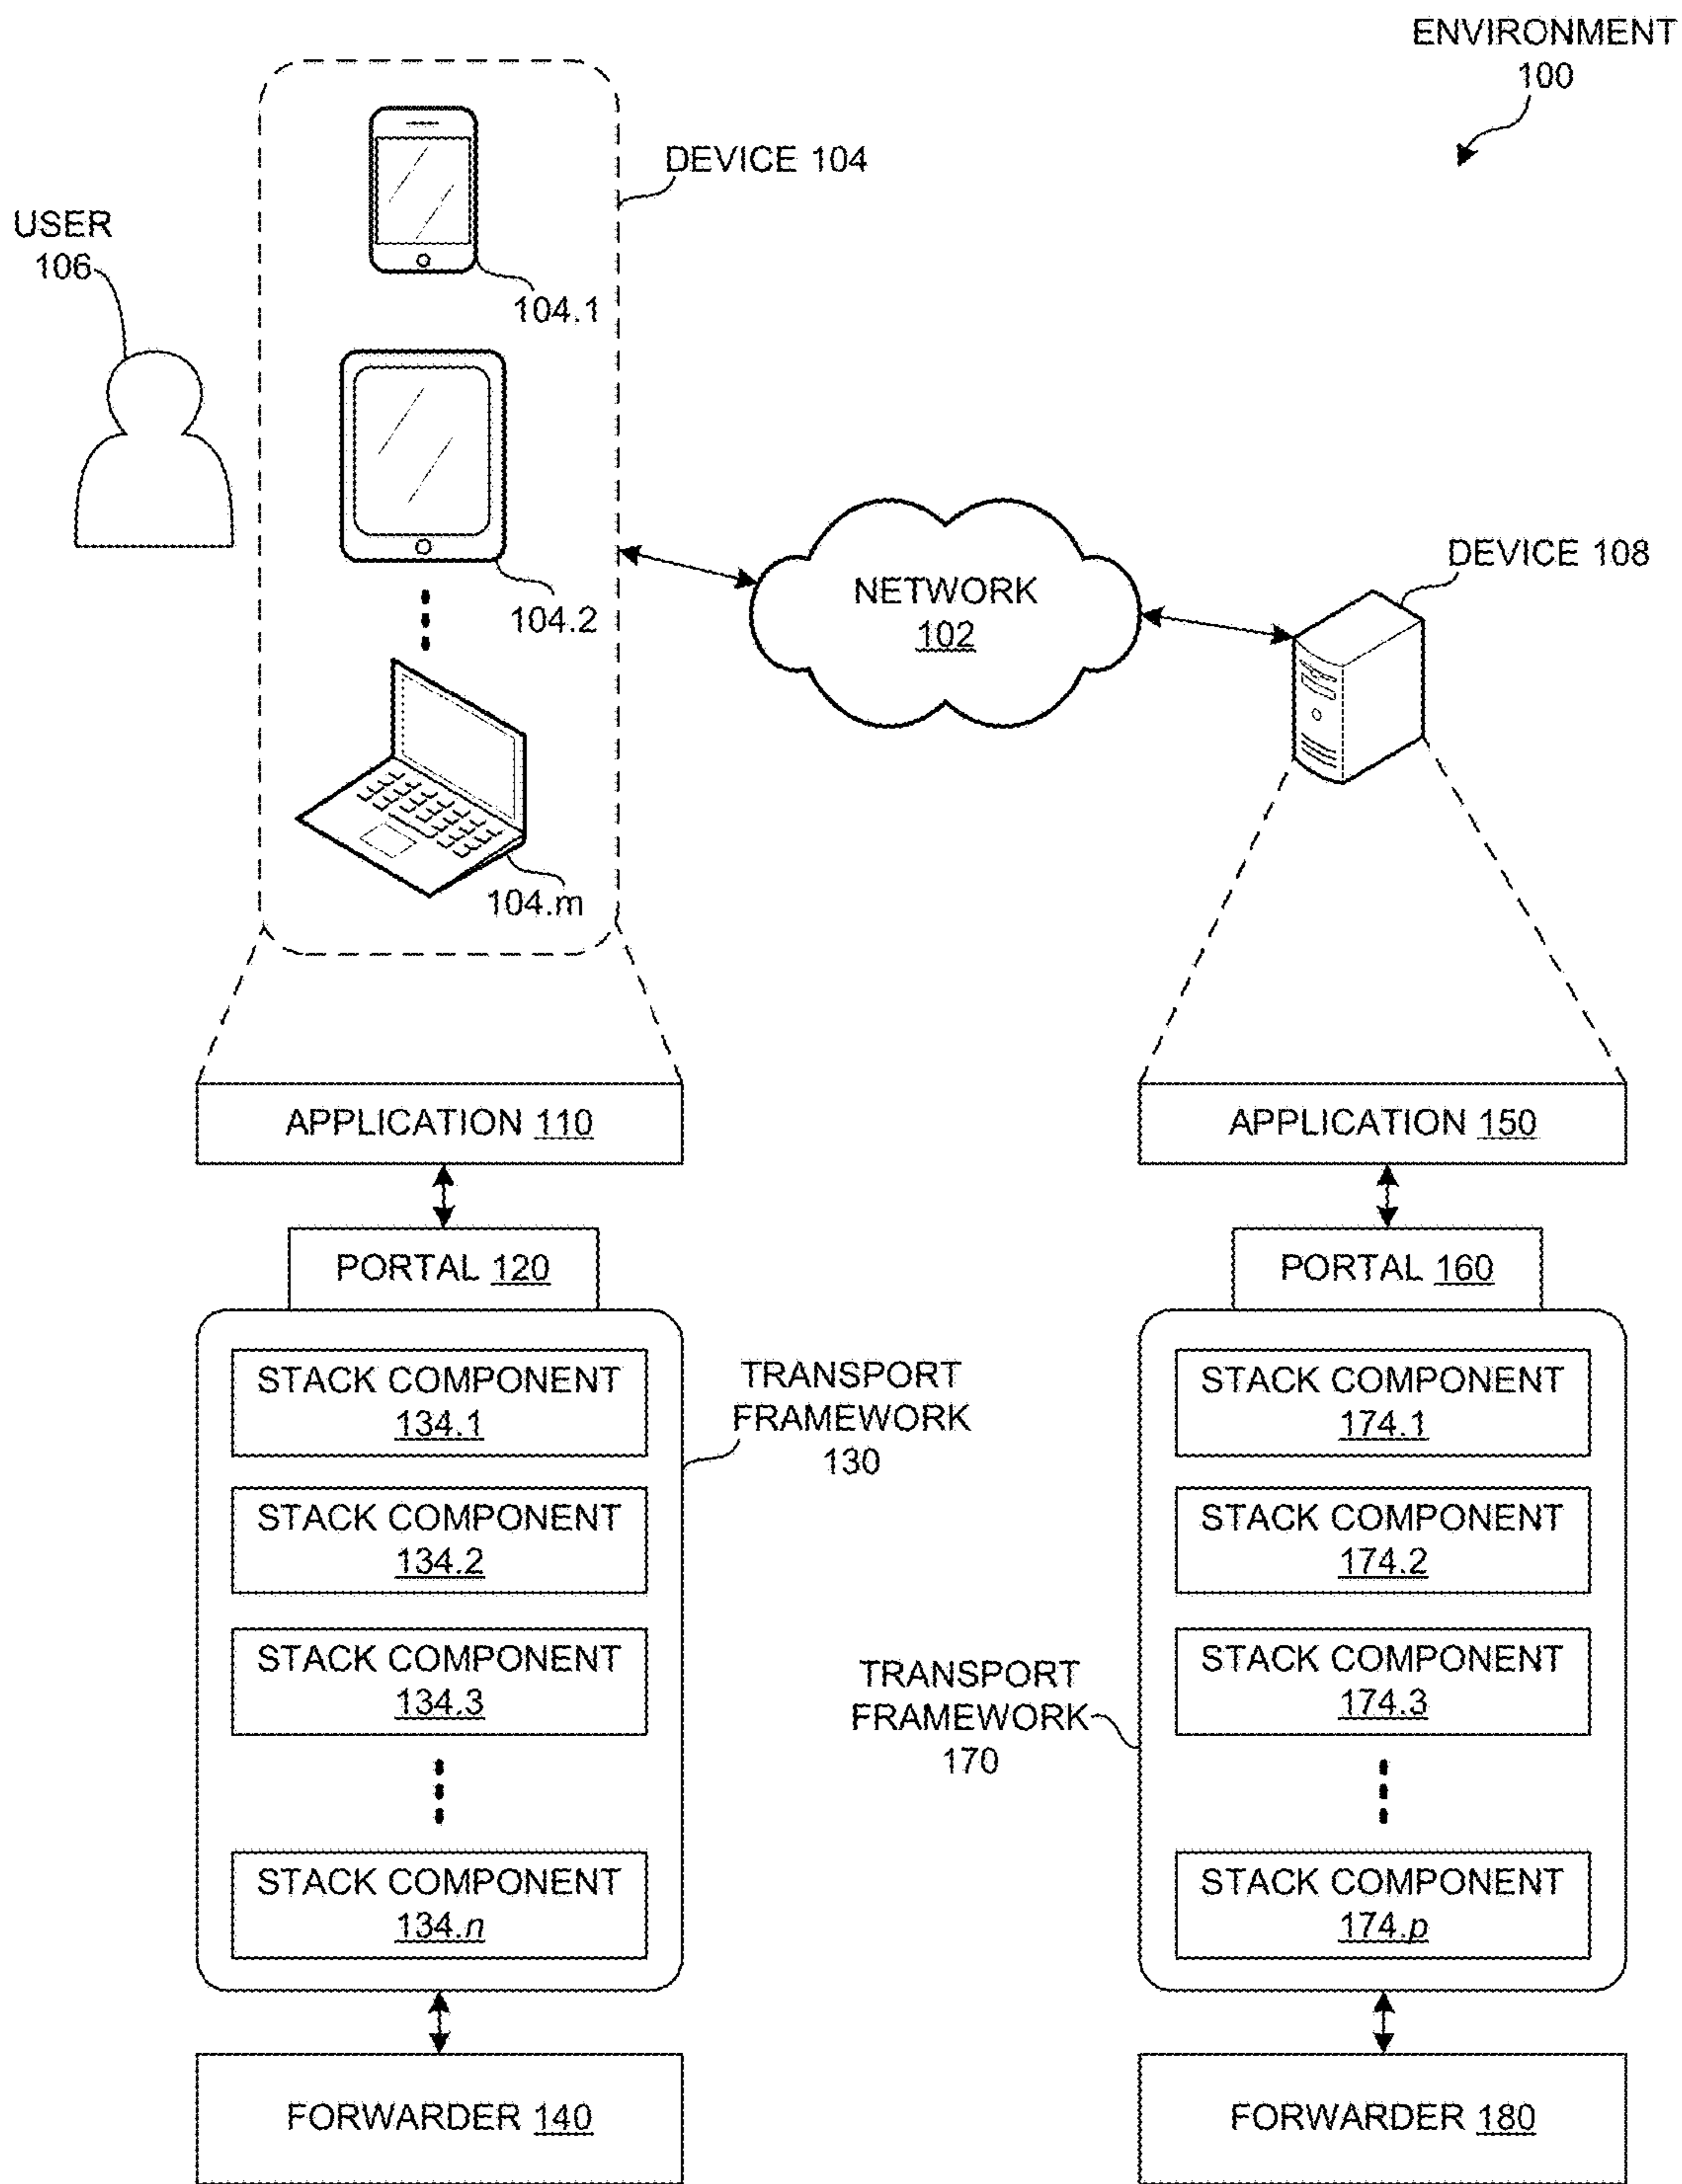 ENVIRONMENT
100
DEVICE 104
USER
106
104.1
104.2
104.m
NETWORK
102
DEVICE 108
APPLICATION 110
PORTAL 120
STACK COMPONENT
134.1
STACK COMPONENT
134.2
STACK COMPONENT
134.3
STACK COMPONENT
134.n
TRANSPORT
FRAMEWORK
130
FORWARDER 140
APPLICATION 150
PORTAL 160
STACK COMPONENT
174.1
STACK COMPONENT
174.2
STACK COMPONENT
174.3
STACK COMPONENT
174.p
TRANSPORT
FRAMEWORK
170
FORWARDER 180